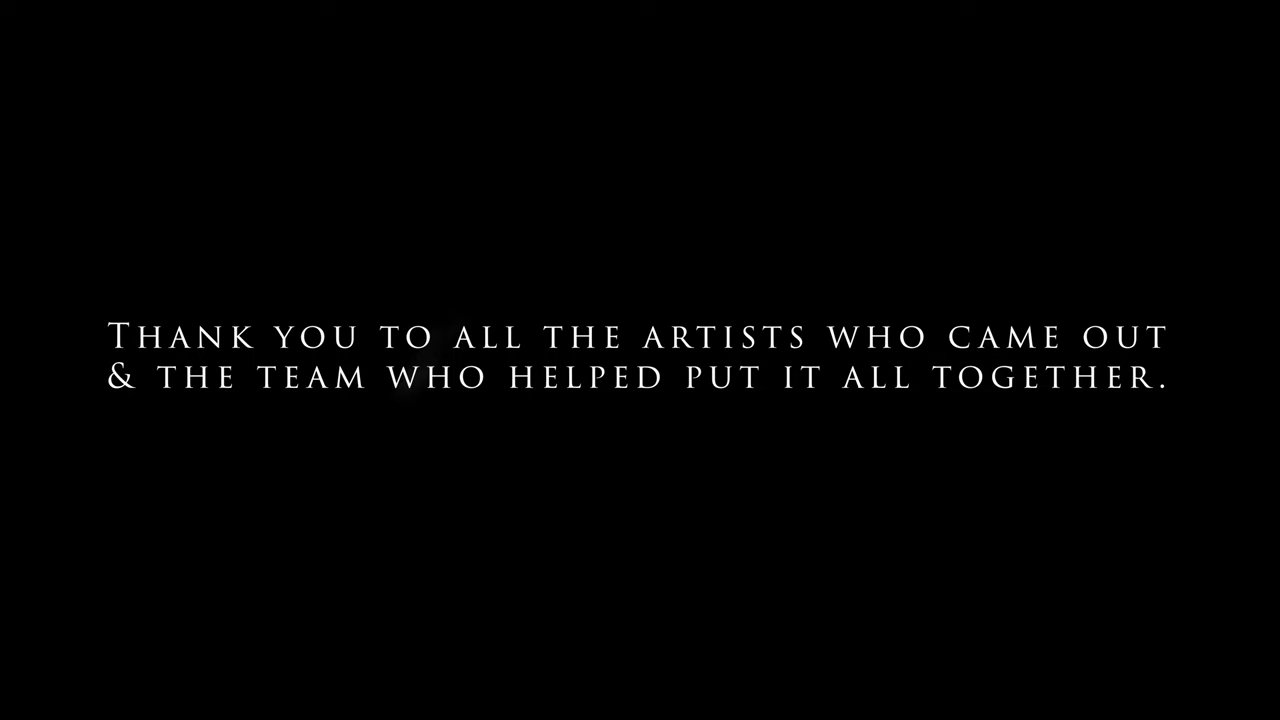 Thank you to all the artists who came out
& the team who helped put it all together.